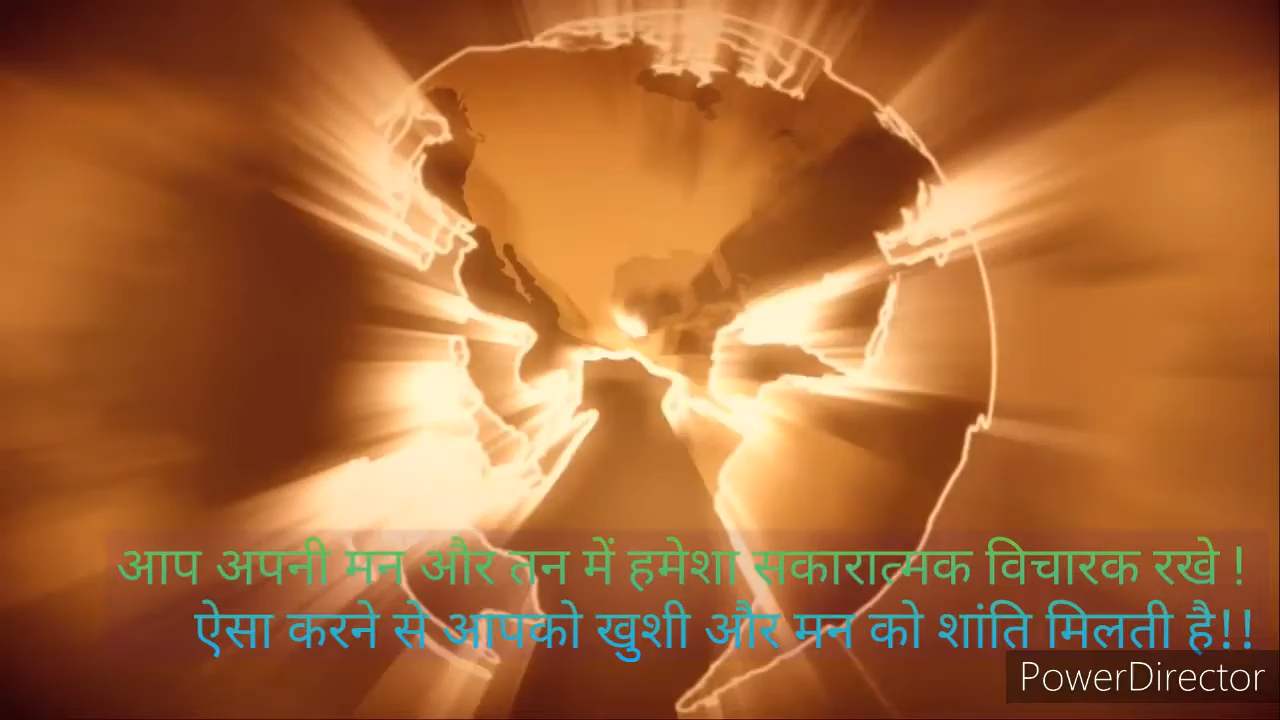 आप अपनी मन और तन में हमेशा सकारात्मक विचारक रखे !
ऐसा करने से आपको खुशी और मन को शांति मिलती है!!
PowerDirector